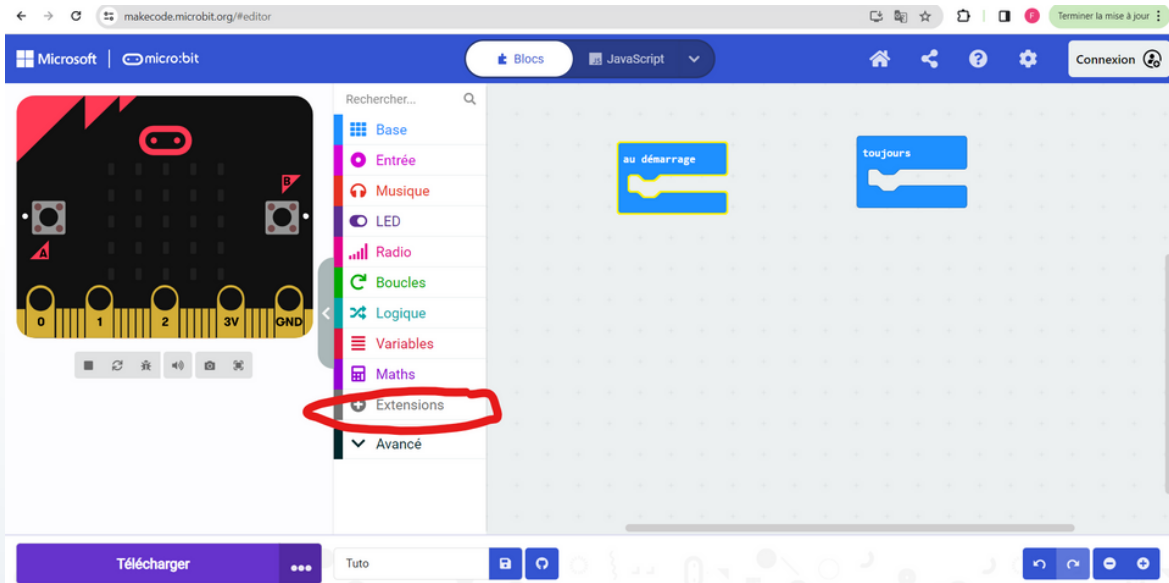 makecode.microbit.org/#editor
F
Terminer la mise à jour
Microsoft
micro:bit
Blocs
JS JavaScript
Connexion
Rechercher...
Base
Entrée
Musique
LED
Radio
Boucles
Logique
Variables
Maths
Extensions
Avancé
A
B
0 1 2 3V GND
au démarrage
toujours
Télécharger
Tuto